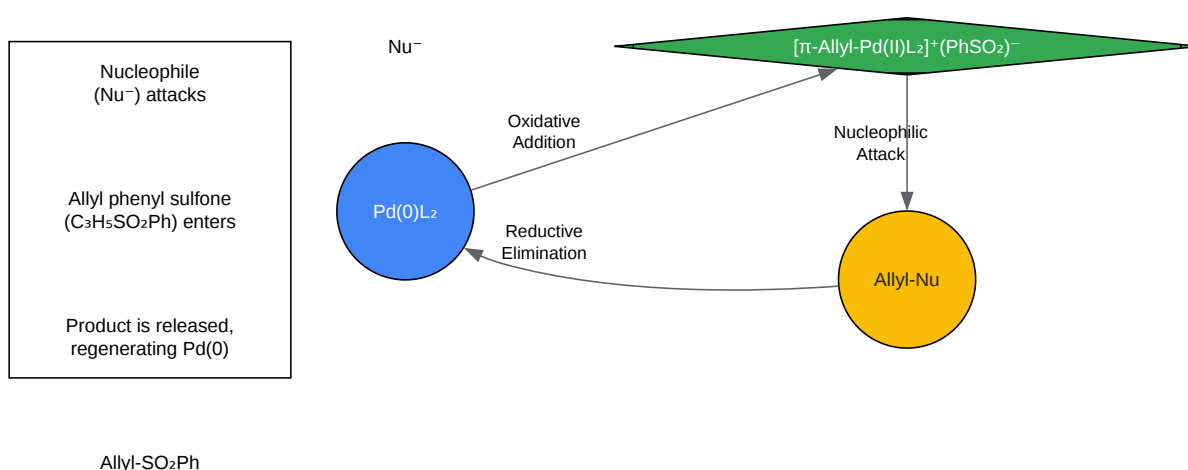 Nucleophile
(Nu⁻) attacks
Allyl phenyl sulfone
(C₃H₅SO₂Ph) enters
Product is released,
regenerating Pd(0)
Allyl-SO₂Ph
Nu⁻
[π-Allyl-Pd(II)L₂]⁺(PhSO₂)⁻
Oxidative
Addition
Nucleophilic
Attack
Pd(0)L₂
Reductive
Elimination
Allyl-Nu